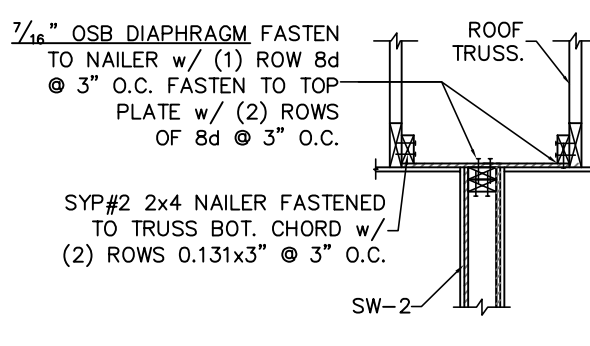 7/16" OSB DIAPHRAGM FASTEN
TO NAILER w/ (1) ROW 8d
@ 3" O.C. FASTEN TO TOP
PLATE w/ (2) ROWS
OF 8d @ 3" O.C.
ROOF
TRUSS.
SYP#2 2x4 NAILER FASTENED
TO TRUSS BOT. CHORD w/
(2) ROWS 0.131x3" @ 3" O.C.
SW-2